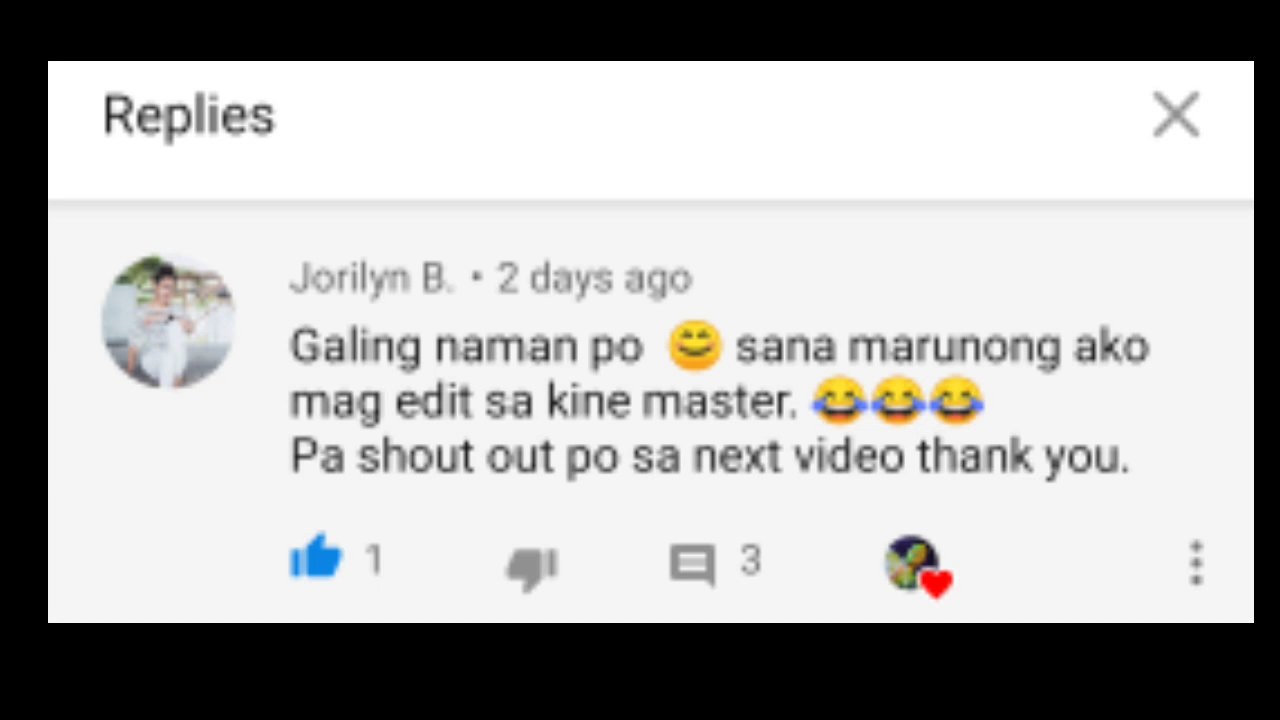 Replies
Jorilyn B. • 2 days ago
Galing naman po 😊 sana marunong ako
mag edit sa kine master. 😂😂😂
Pa shout out po sa next video thank you.
1
3